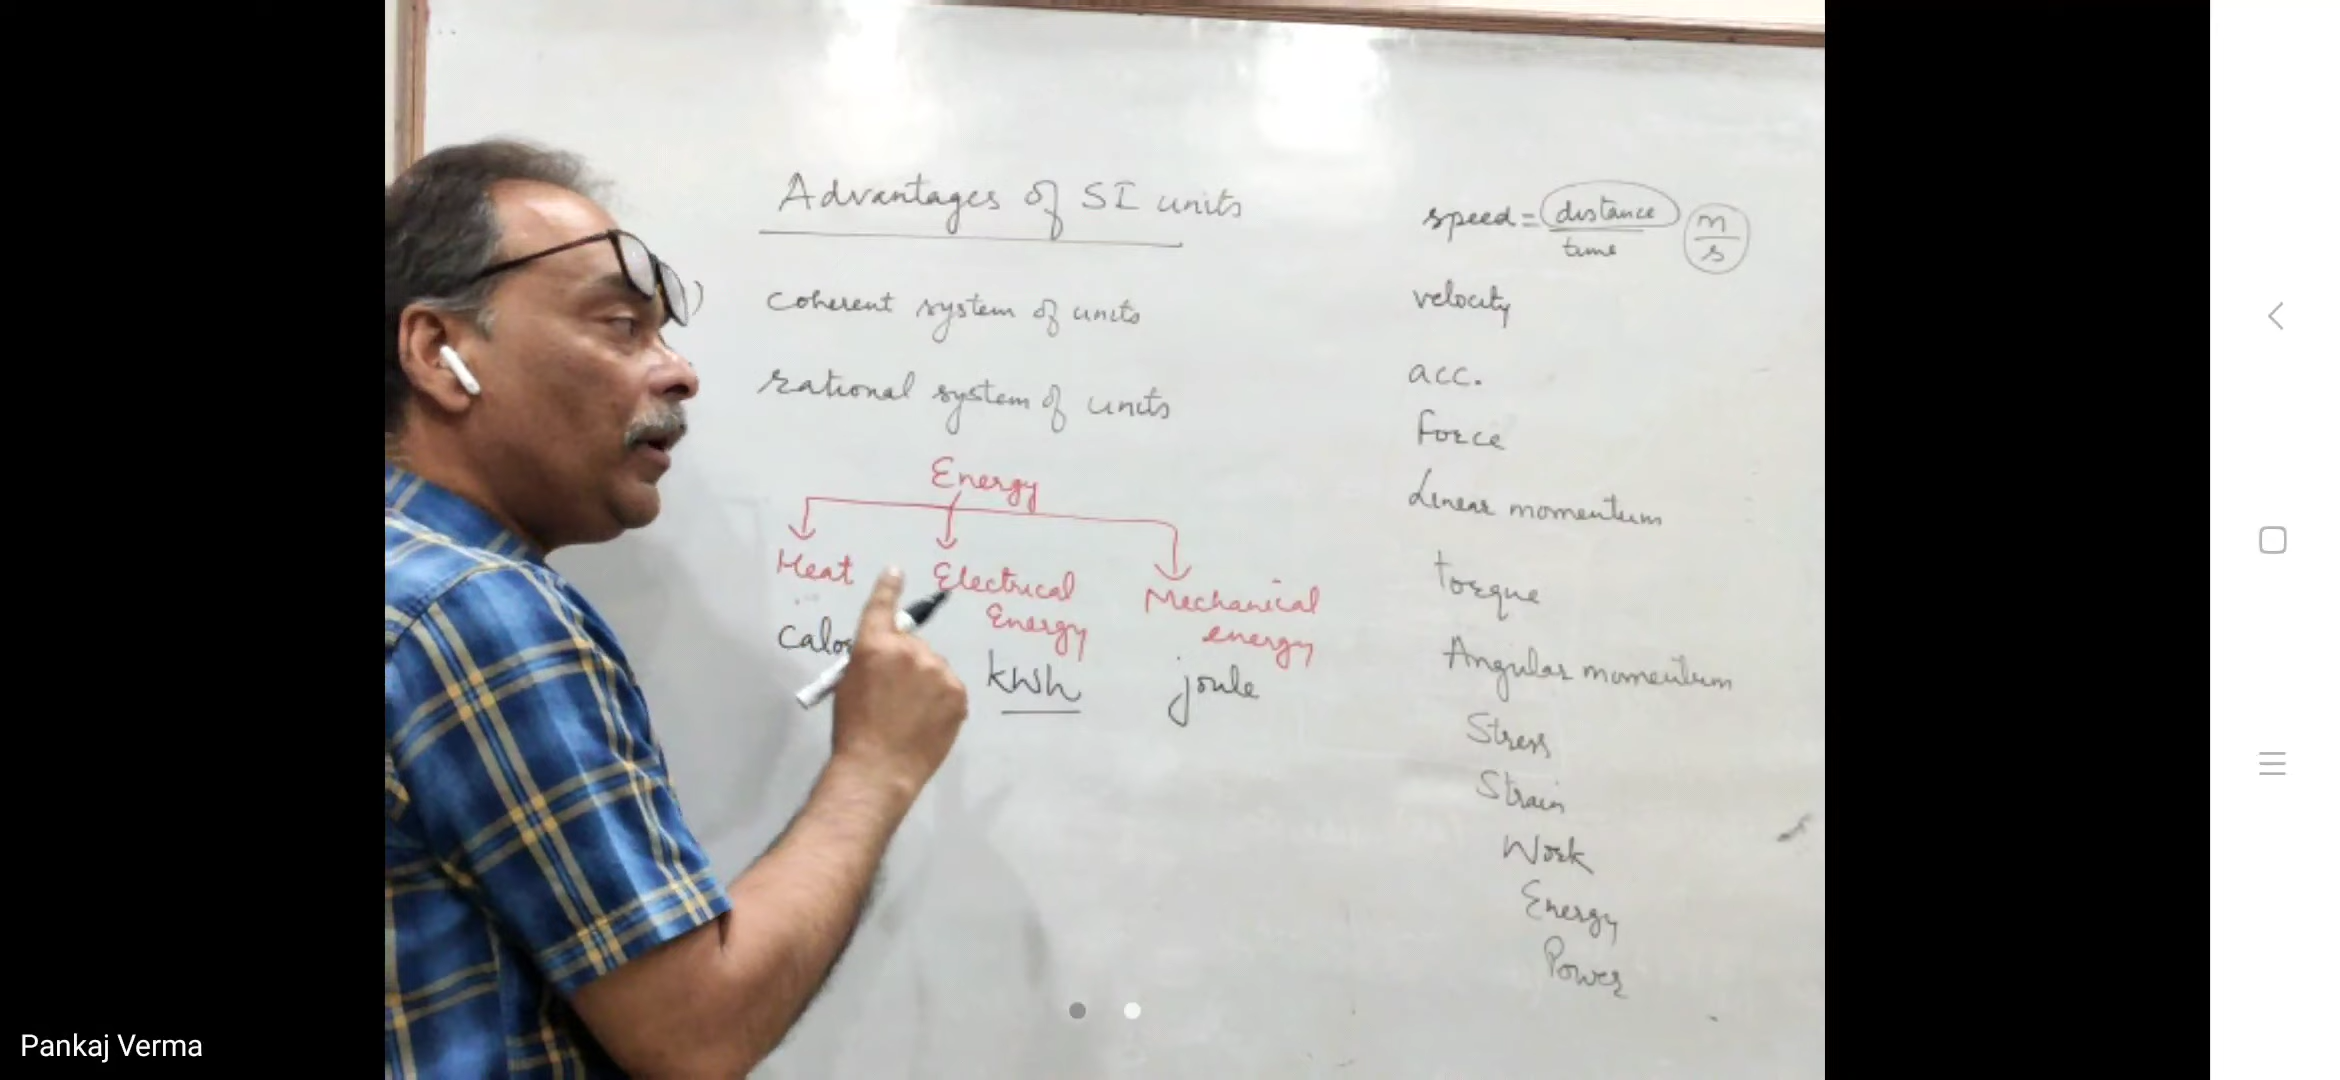 Advantages of SI units
coherent system of units
rational system of units
Energy
Heat
Electrical
Energy
Mechanical
energy
kWh
joule
speed = distance
time
m
s
velocity
acc.
Force
Linear momentum
torque
Angular momentum
Stress
Strain
Work
Energy
Power
Pankaj Verma